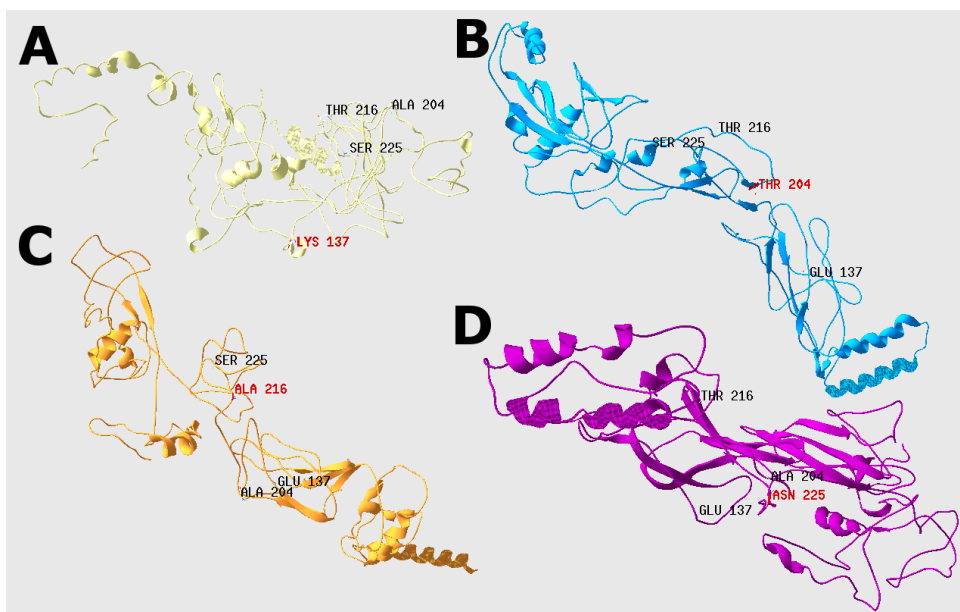 A
THR 216
ALA 204
SER 225
LYS 137
B
THR 216
SER 225
THR 204
GLU 137
C
SER 225
ALA 216
GLU 137
ALA 204
D
THR 216
ALA 204
ASN 225
GLU 137